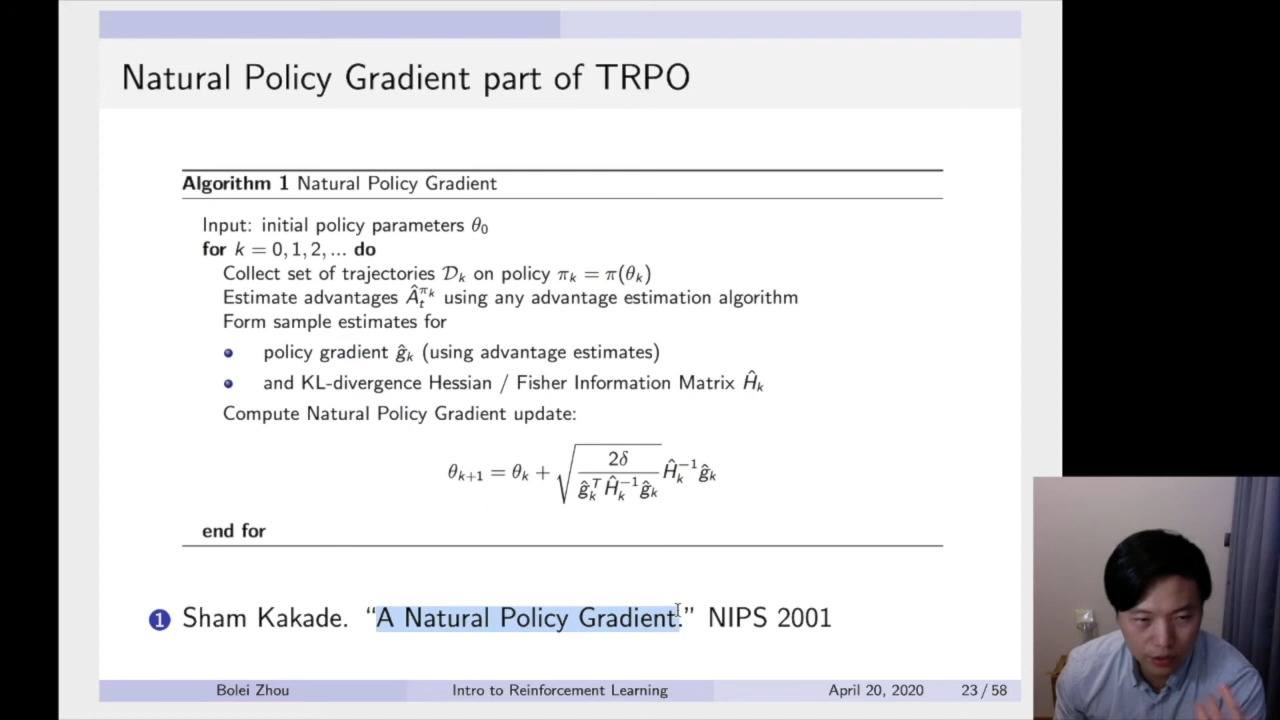 Natural Policy Gradient part of TRPO
Algorithm 1 Natural Policy Gradient
Input: initial policy parameters θ₀
for k = 0, 1, 2, ... do
Collect set of trajectories 𝒟ₖ on policy πₖ = π(θₖ)
Estimate advantages Â_t^{πₖ} using any advantage estimation algorithm
Form sample estimates for
policy gradient ĝₖ (using advantage estimates)
and KL-divergence Hessian / Fisher Information Matrix Ĥₖ
Compute Natural Policy Gradient update:
θₖ₊₁ = θₖ + √(2δ / (ĝₖᵀ Ĥₖ⁻¹ ĝₖ)) Ĥₖ⁻¹ ĝₖ
end for
1 Sham Kakade. “A Natural Policy Gradient.” NIPS 2001
Bolei Zhou Intro to Reinforcement Learning April 20, 2020 23 / 58